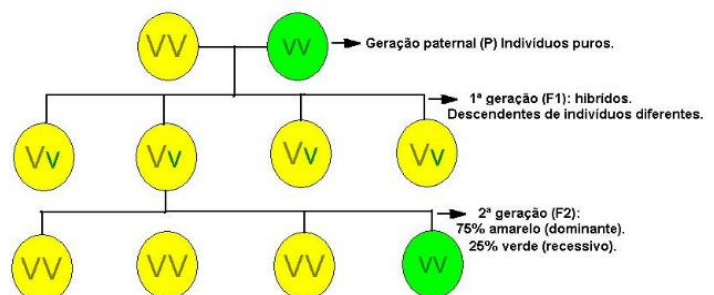 VV vv Geração paternal (P) Indivíduos puros.
1ª geração (F1): híbridos.
Descendentes de indivíduos diferentes.
Vv Vv Vv Vv
2ª geração (F2):
75% amarelo (dominante).
25% verde (recessivo).
VV VV VV vv